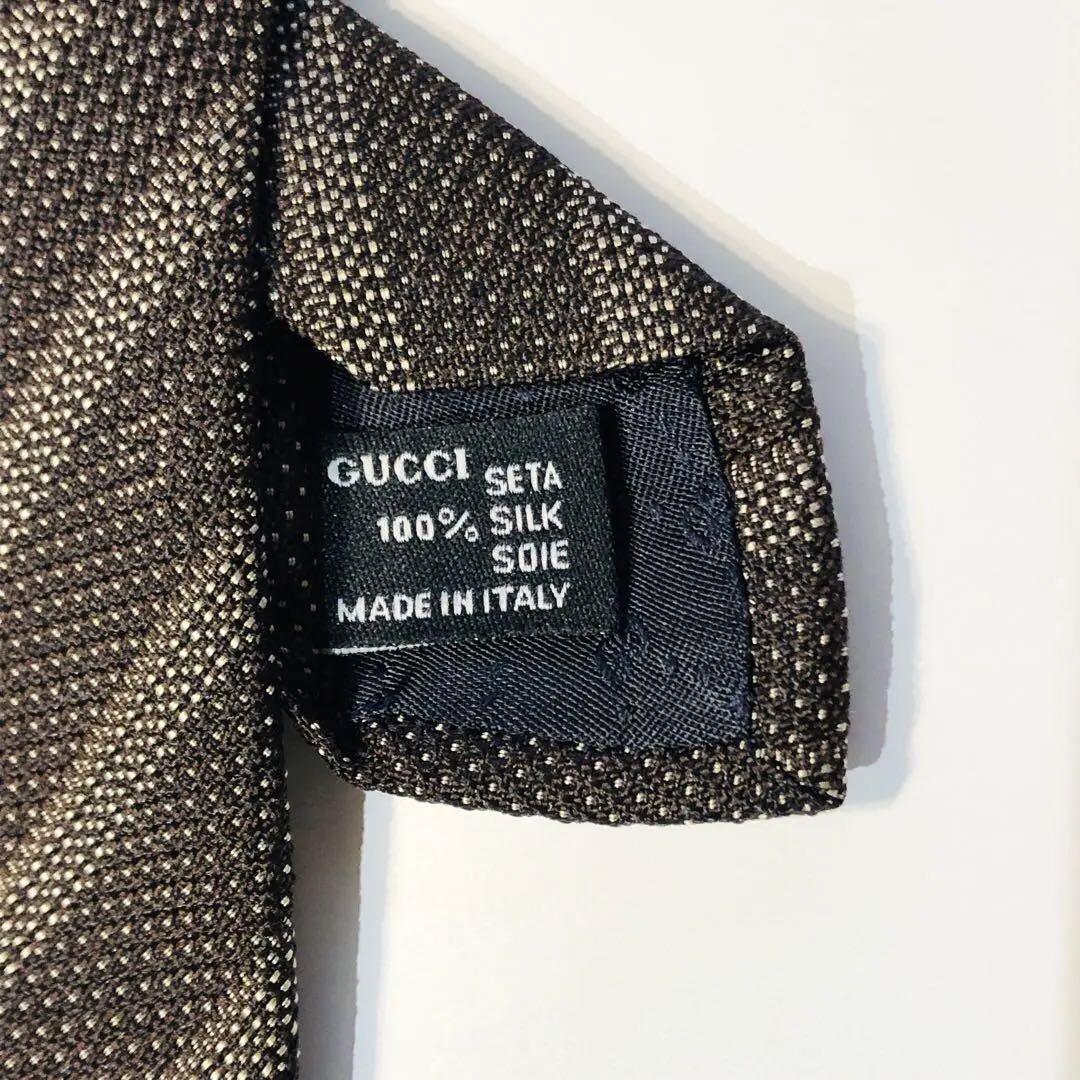 GUCCI SETA
100% SILK
SOIE
MADE IN ITALY